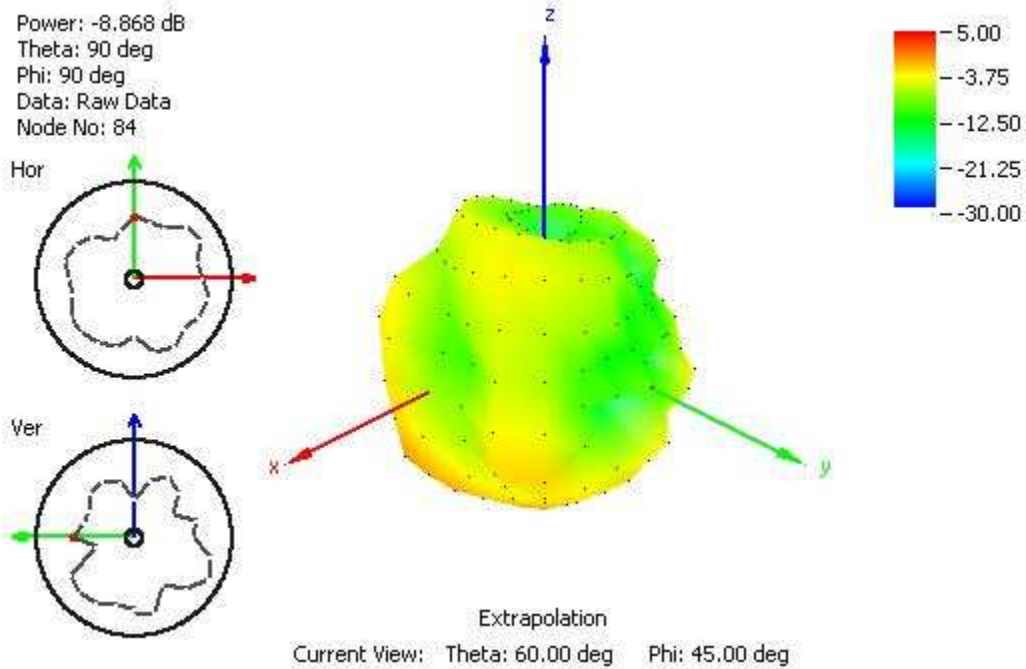 Power: -8.868 dB
Theta: 90 deg
Phi: 90 deg
Data: Raw Data
Node No: 84
Hor
Ver
z
x
y
5.00
-3.75
-12.50
-21.25
-30.00
Extrapolation
Current View: Theta: 60.00 deg Phi: 45.00 deg